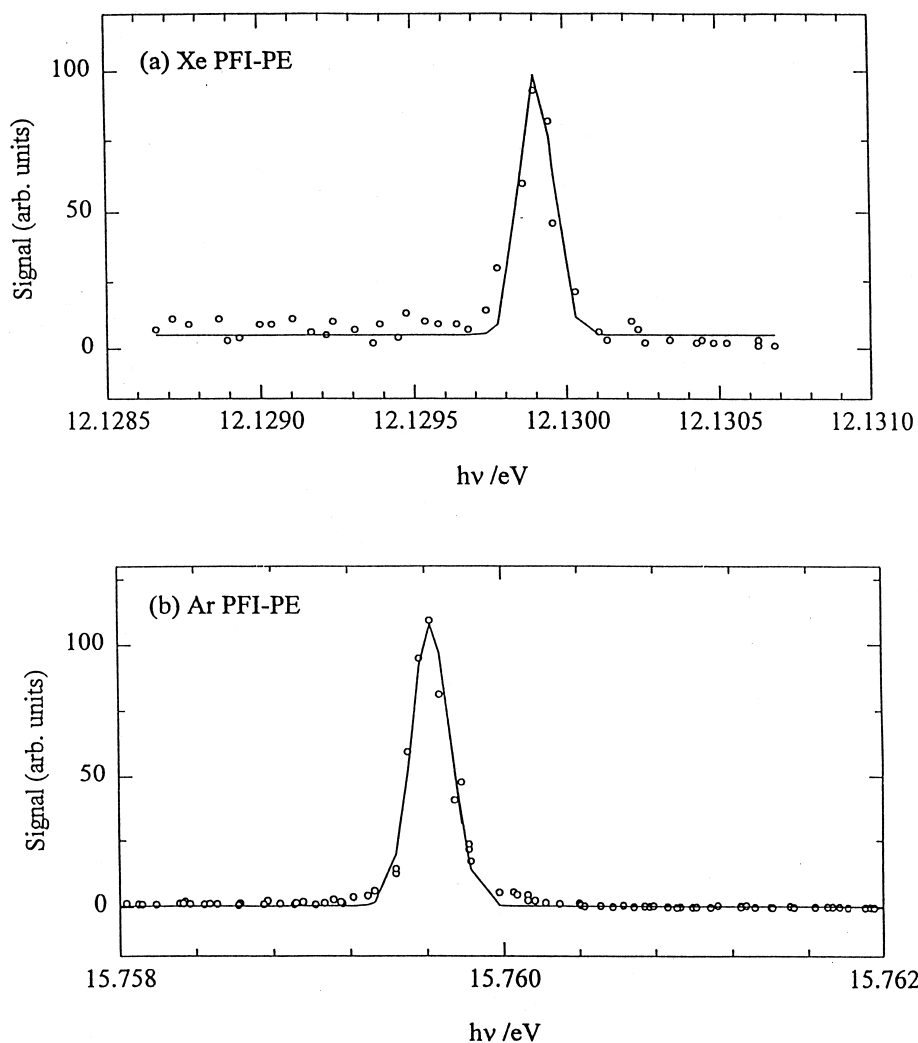 (a) Xe PFI-PE
100
50
0
Signal (arb. units)
12.1285 12.1290 12.1295 12.1300 12.1305 12.1310
hν /eV
(b) Ar PFI-PE
100
50
0
Signal (arb. units)
15.758 15.760 15.762
hν /eV